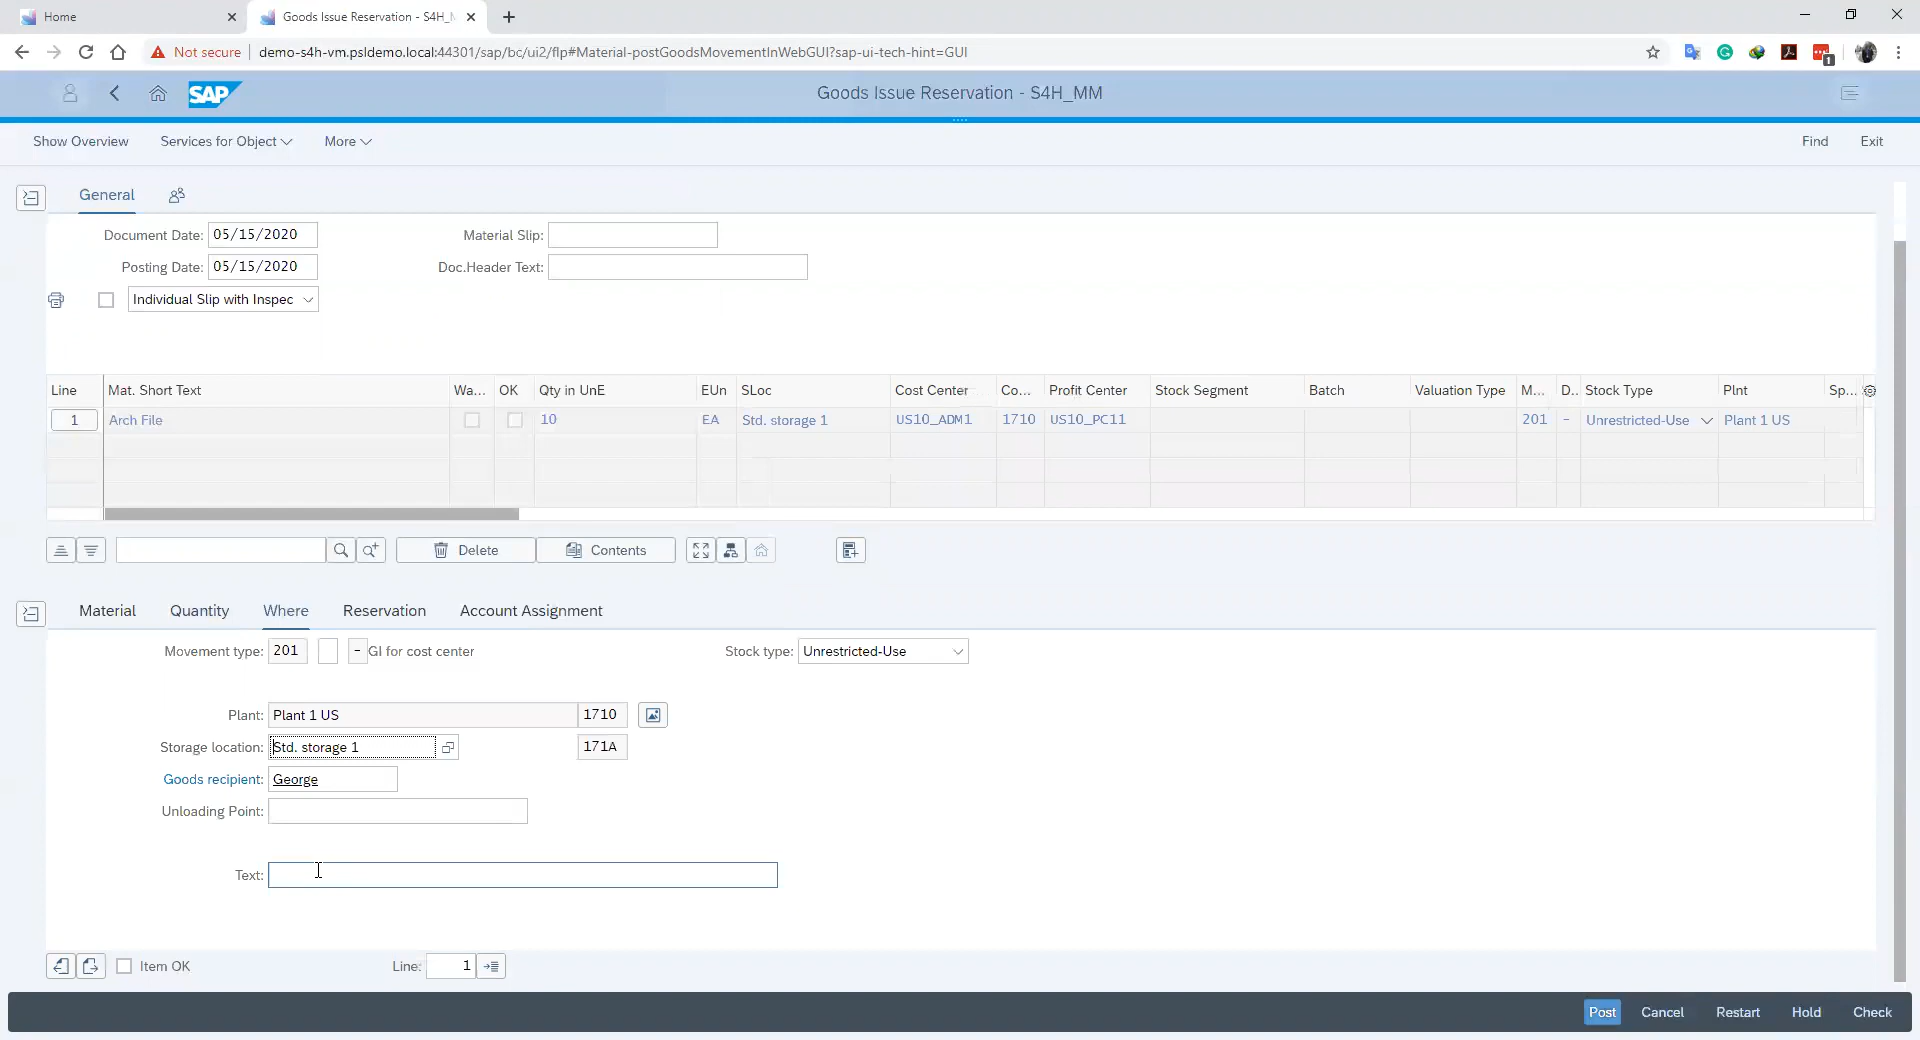 Home
Goods Issue Reservation - S4H_M
Not secure
demo-s4h-vm.psldemo.local:44301/sap/bc/ui2/flp#Material-postGoodsMovementInWebGUI?sap-ui-tech-hint=GUI
1
SAP
Goods Issue Reservation - S4H_MM
Show Overview Services for Object More Find Exit
General
Document Date: 05/15/2020 Material Slip:
Posting Date: 05/15/2020 Doc.Header Text:
Individual Slip with Inspec
Line Mat. Short Text Wa... OK Qty in UnE EUn SLoc Cost Center Co... Profit Center Stock Segment Batch Valuation Type M... D.. Stock Type Plnt Sp...
1 Arch File 10 EA Std. storage 1 US10_ADM1 1710 US10_PC11 201 - Unrestricted-Use Plant 1 US
Delete Contents
Material Quantity Where Reservation Account Assignment
Movement type: 201 - GI for cost center Stock type: Unrestricted-Use
Plant: Plant 1 US 1710
Storage location: Std. storage 1 171A
Goods recipient: George
Unloading Point:
Text:
Item OK Line: 1
Post Cancel Restart Hold Check